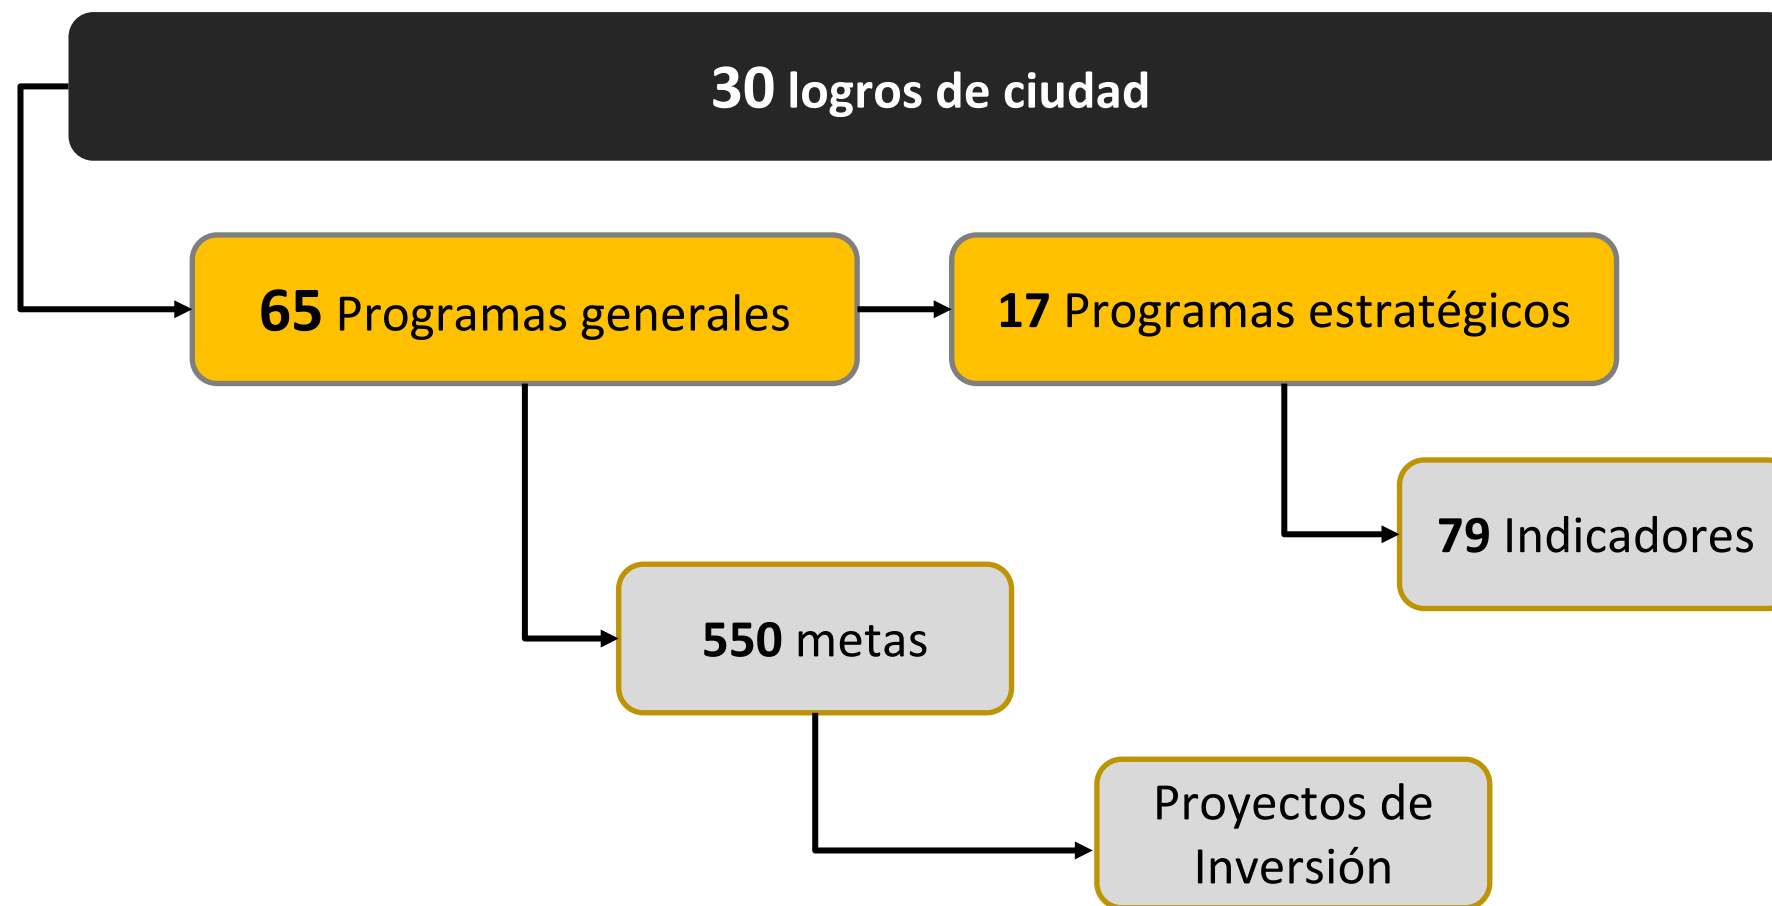 30 logros de ciudad
65 Programas generales
17 Programas estratégicos
79 Indicadores
550 metas
Proyectos de
Inversión